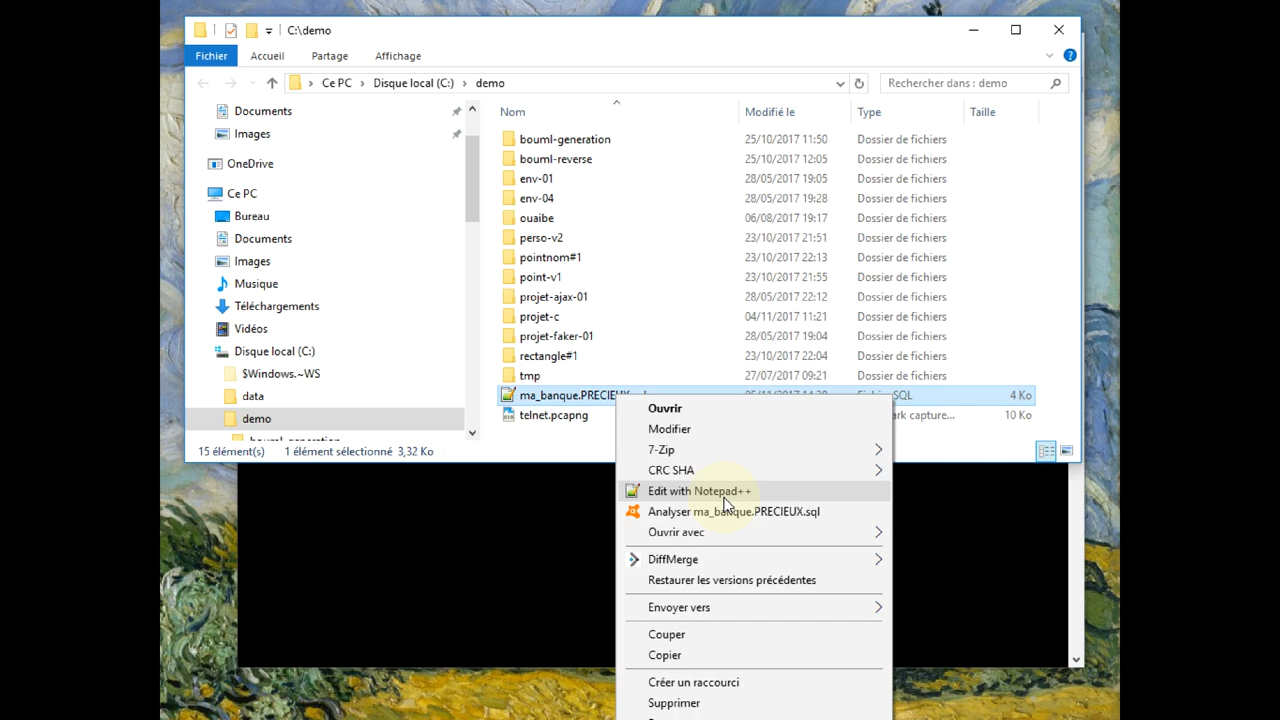 C:\demo
Fichier Accueil Partage Affichage
Ce PC Disque local (C:) demo Rechercher dans : demo
Documents
Images
OneDrive
Ce PC
Bureau
Documents
Images
Musique
Téléchargements
Vidéos
Disque local (C:)
$Windows.~WS
data
demo
Nom Modifié le Type Taille
bouml-generation 25/10/2017 11:50 Dossier de fichiers
bouml-reverse 25/10/2017 12:05 Dossier de fichiers
env-01 28/05/2017 19:05 Dossier de fichiers
env-04 28/05/2017 19:28 Dossier de fichiers
ouaibe 06/08/2017 19:17 Dossier de fichiers
perso-v2 23/10/2017 21:51 Dossier de fichiers
pointnom#1 23/10/2017 22:13 Dossier de fichiers
point-v1 23/10/2017 21:55 Dossier de fichiers
projet-ajax-01 28/05/2017 22:12 Dossier de fichiers
projet-c 04/11/2017 11:21 Dossier de fichiers
projet-faker-01 28/05/2017 19:04 Dossier de fichiers
rectangle#1 23/10/2017 22:04 Dossier de fichiers
tmp 27/07/2017 09:21 Dossier de fichiers
ma_banque.PRECIEUX SQL 4 Ko
telnet.pcapng ark capture... 10 Ko
15 élément(s) 1 élément sélectionné 3,32 Ko
Ouvrir
Modifier
7-Zip
CRC SHA
Edit with Notepad++
Analyser ma_banque.PRECIEUX.sql
Ouvrir avec
DiffMerge
Restaurer les versions précédentes
Envoyer vers
Couper
Copier
Créer un raccourci
Supprimer